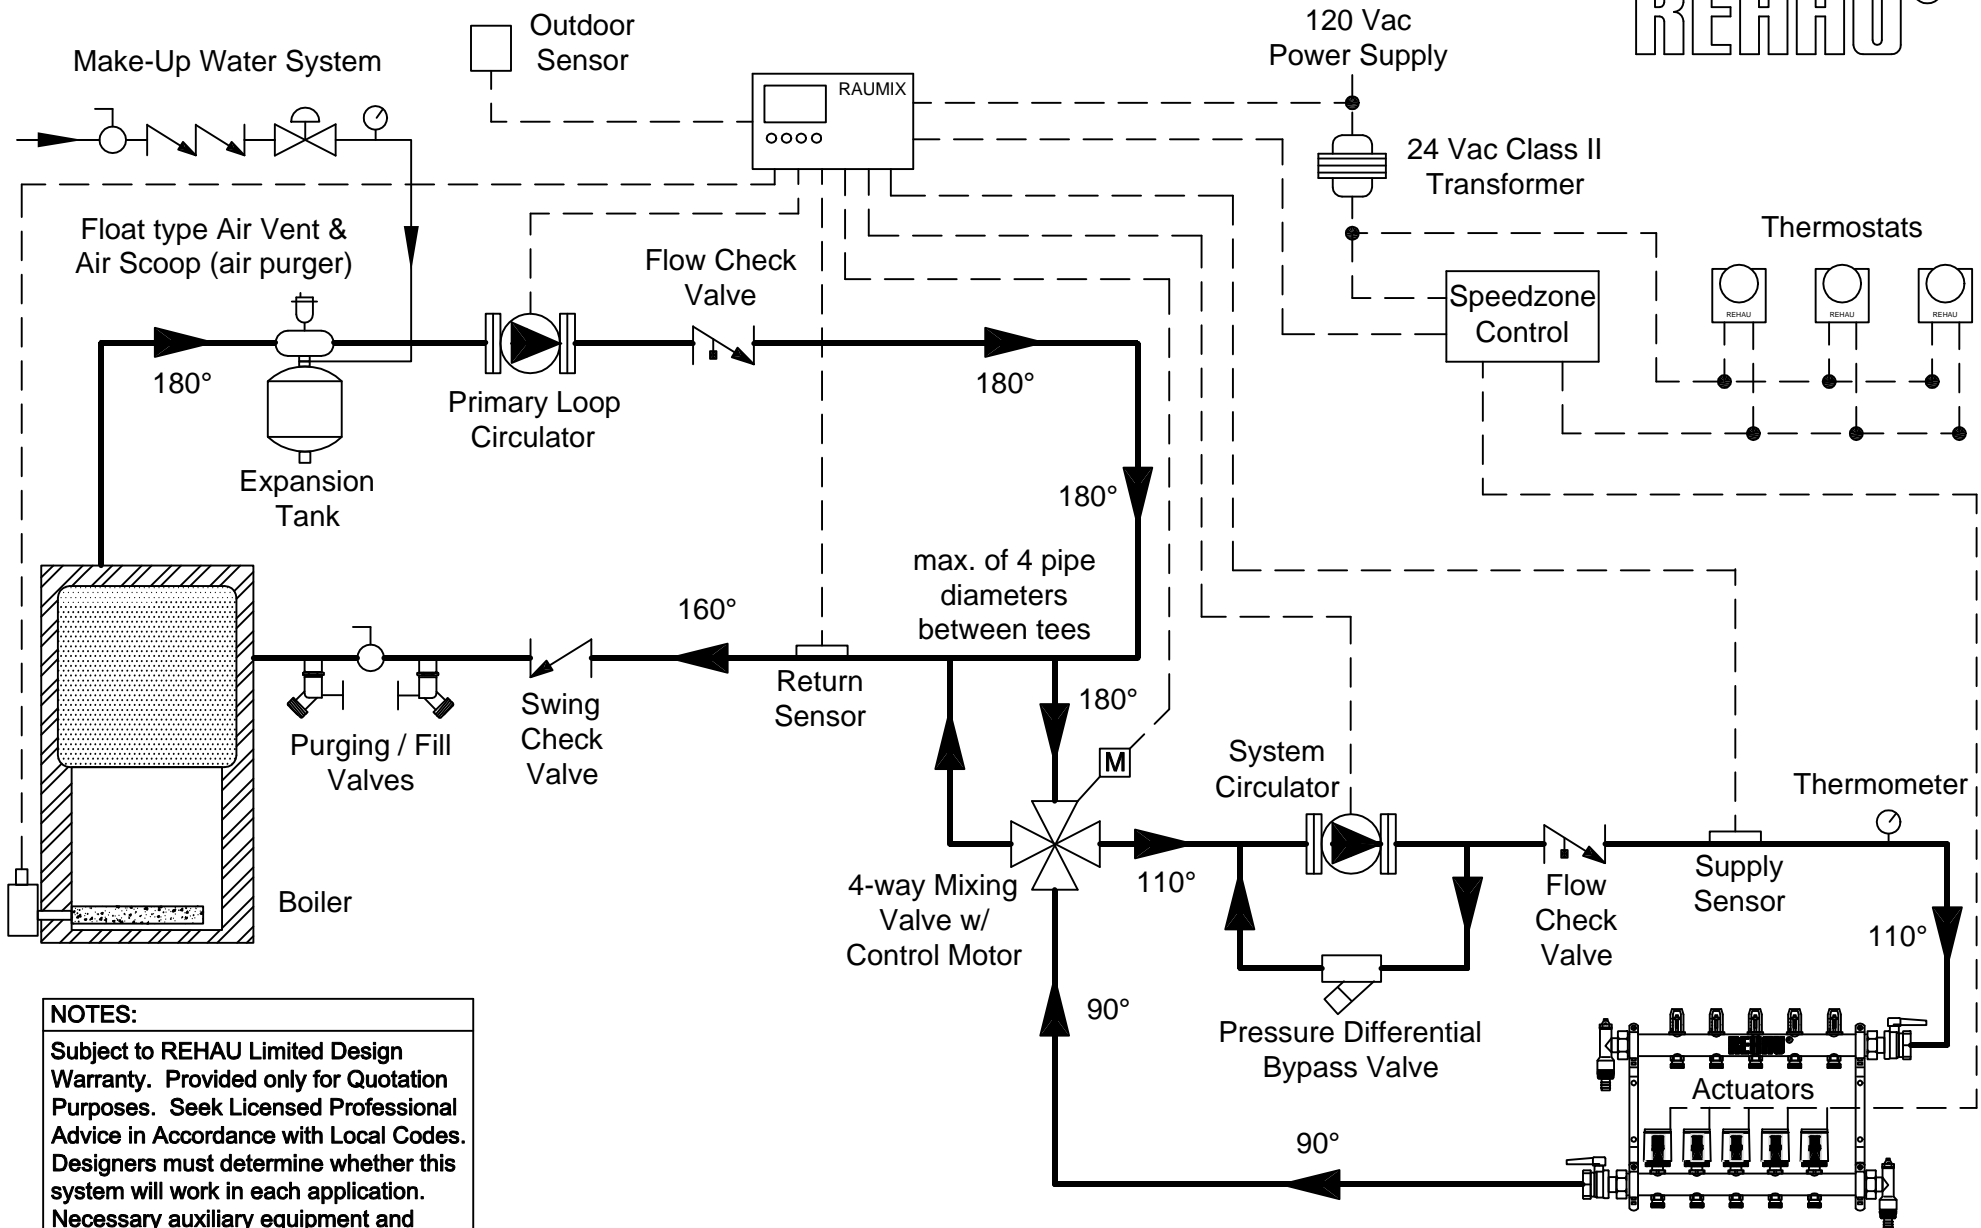 REHAU®
120 Vac
Power Supply
Outdoor
Sensor
Make-Up Water System
RAUMIX
24 Vac Class II
Transformer
Float type Air Vent &
Air Scoop (air purger)
Flow Check
Valve
Thermostats
Speedzone
Control
REHAU
REHAU
REHAU
180°
Primary Loop
Circulator
180°
Expansion
Tank
180°
max. of 4 pipe
diameters
between tees
160°
Return
Sensor
180°
Swing
Check
Valve
Purging / Fill
Valves
M
System
Circulator
Thermometer
Boiler
4-way Mixing
Valve w/
Control Motor
110°
Flow
Check
Valve
Supply
Sensor
110°
90°
Pressure Differential
Bypass Valve
REHAU®
Actuators
90°
NOTES:
Subject to REHAU Limited Design
Warranty. Provided only for Quotation
Purposes. Seek Licensed Professional
Advice in Accordance with Local Codes.
Designers must determine whether this
system will work in each application.
Necessary auxiliary equipment and